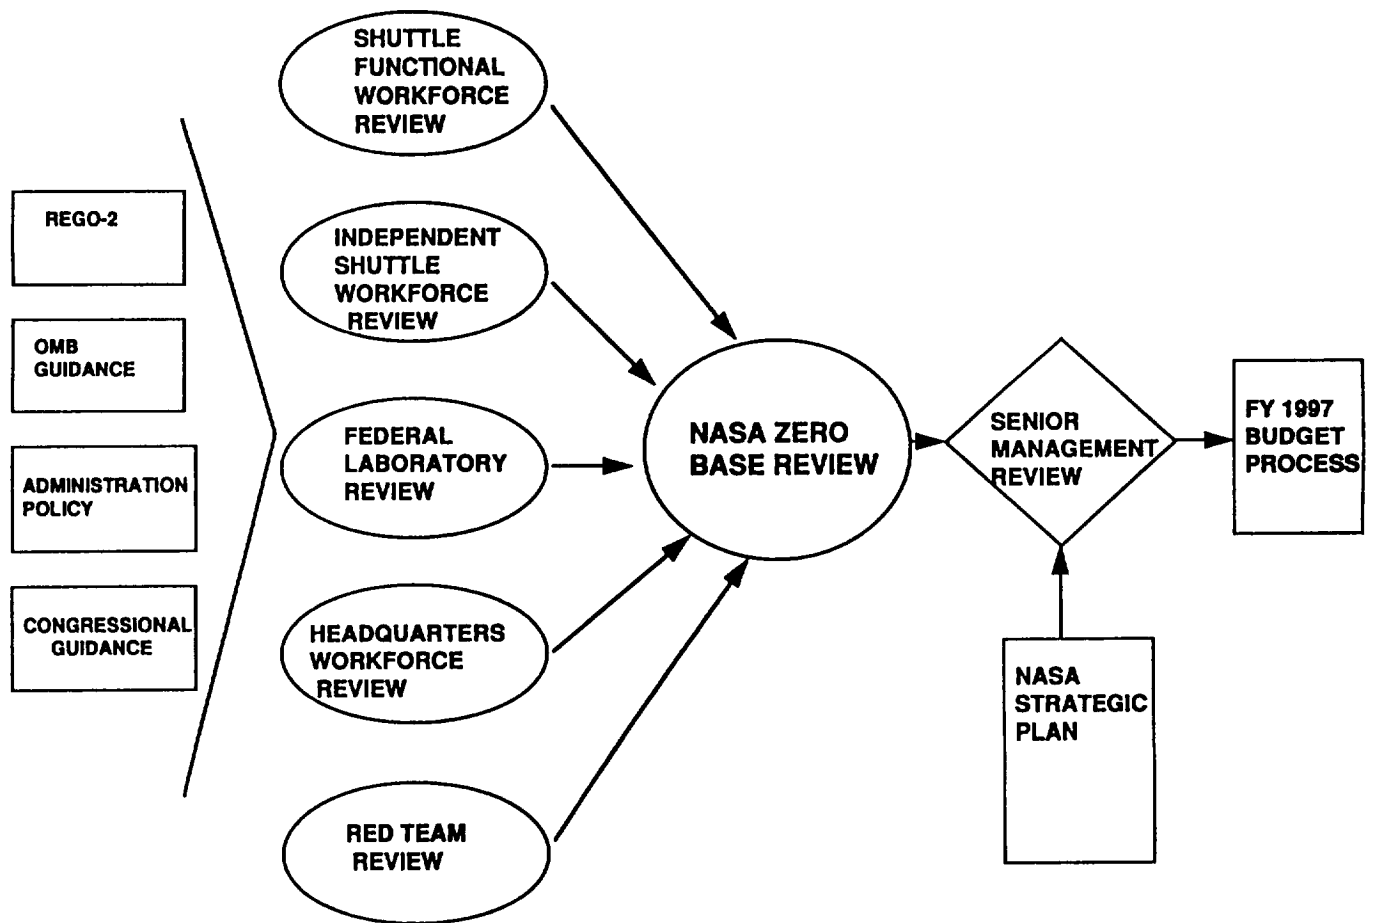 REGO-2
OMB
GUIDANCE
ADMINISTRATION
POLICY
CONGRESSIONAL
GUIDANCE
SHUTTLE
FUNCTIONAL
WORKFORCE
REVIEW
INDEPENDENT
SHUTTLE
WORKFORCE
REVIEW
FEDERAL
LABORATORY
REVIEW
HEADQUARTERS
WORKFORCE
REVIEW
RED TEAM
REVIEW
NASA ZERO
BASE REVIEW
SENIOR
MANAGEMENT
REVIEW
NASA
STRATEGIC
PLAN
FY 1997
BUDGET
PROCESS